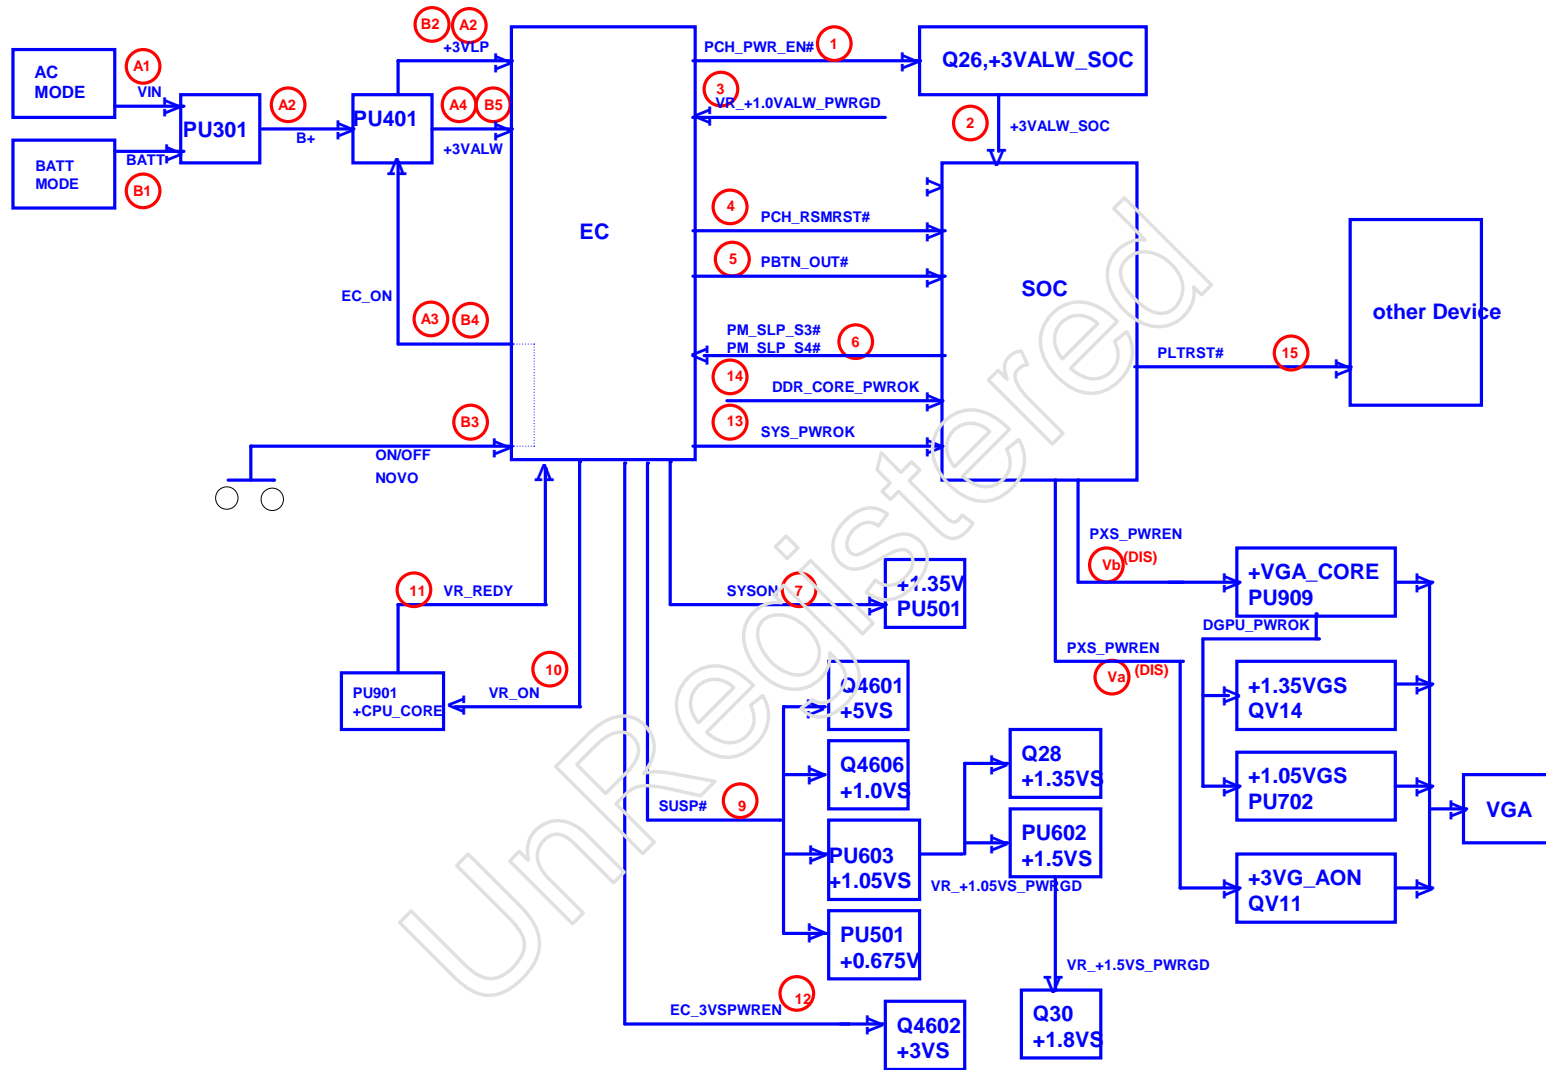 B2
A2
+3VLP
AC
MODE
A1
VIN
BATT
MODE
BATT
B1
PU301
A2
B+
PU401
A4
B5
+3VALW
EC_ON
A3
B4
B3
ON/OFF
NOVO
EC
PCH_PWR_EN#
1
Q26,+3VALW_SOC
3
VR_+1.0VALW_PWRGD
2
+3VALW_SOC
4
PCH_RSMRST#
5
PBTN_OUT#
PM_SLP_S3#
PM_SLP_S4#
6
14
DDR_CORE_PWROK
13
SYS_PWROK
SOC
PLTRST#
15
other Device
11
VR_REDY
PU901
+CPU_CORE
10
VR_ON
SYSON
7
+1.35V
PU501
Q4601
+5VS
Q4606
+1.0VS
SUSP#
9
PU603
+1.05VS
VR_+1.05VS_PWRGD
PU501
+0.675V
Q28
+1.35VS
PU602
+1.5VS
VR_+1.5VS_PWRGD
Q30
+1.8VS
EC_3VSPWREN
12
Q4602
+3VS
PXS_PWREN
Vb
(DIS)
+VGA_CORE
PU909
DGPU_PWROK
PXS_PWREN
Va
(DIS)
+1.35VGS
QV14
+1.05VGS
PU702
+3VG_AON
QV11
VGA
UnRegistered